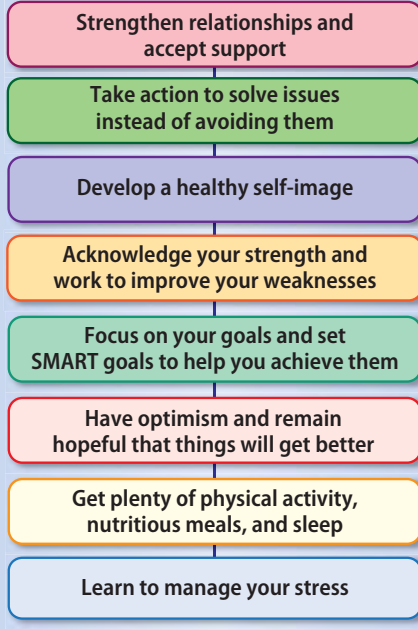 Strengthen relationships and
accept support
Take action to solve issues
instead of avoiding them
Develop a healthy self-image
Acknowledge your strength and
work to improve your weaknesses
Focus on your goals and set
SMART goals to help you achieve them
Have optimism and remain
hopeful that things will get better
Get plenty of physical activity,
nutritious meals, and sleep
Learn to manage your stress